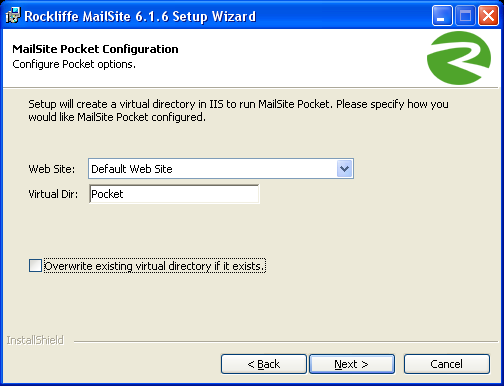 Rockliffe MailSite 6.1.6 Setup Wizard
MailSite Pocket Configuration
Configure Pocket options.
Setup will create a virtual directory in IIS to run MailSite Pocket. Please specify how you
would like MailSite Pocket configured.
Web Site: Default Web Site
Virtual Dir: Pocket
Overwrite existing virtual directory if it exists.
InstallShield
< Back Next > Cancel